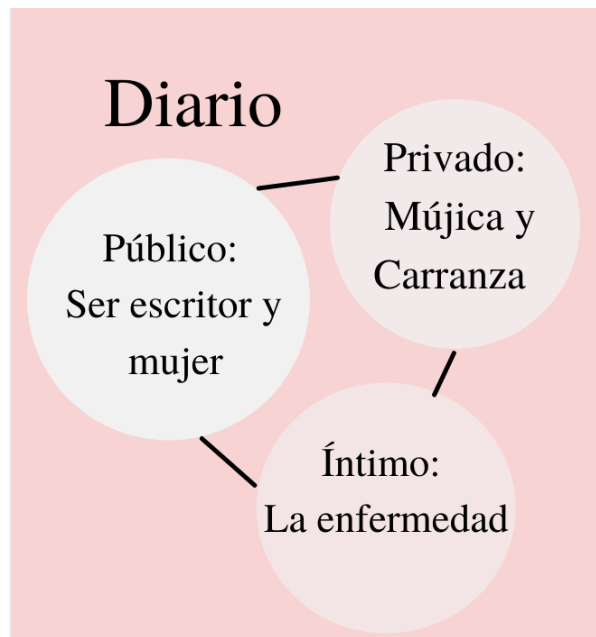 Diario
Público:
Ser escritor y
mujer
Privado:
Mújica y
Carranza
Íntimo:
La enfermedad